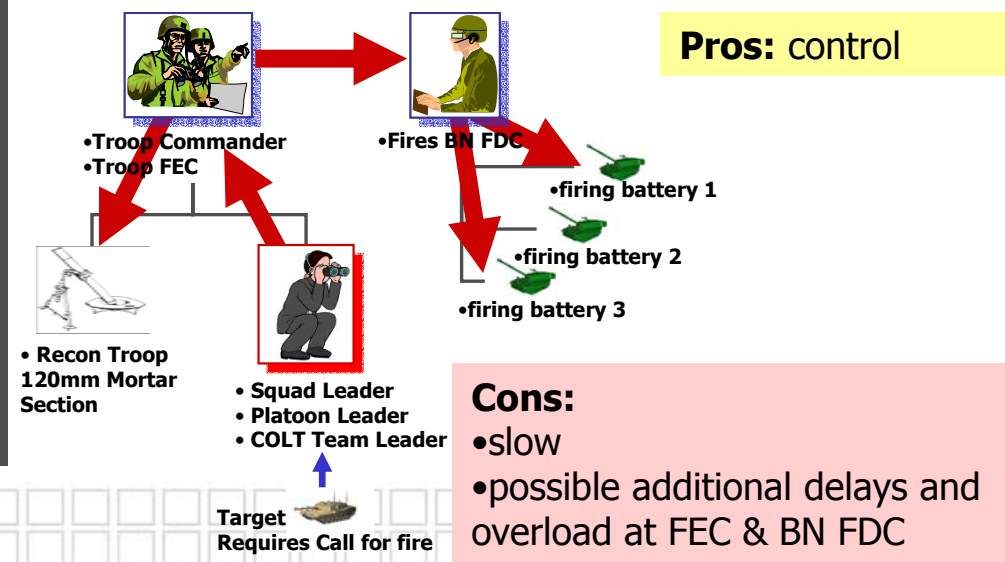 Pros: control
•Troop Commander
•Troop FEC
•Fires BN FDC
•firing battery 1
•firing battery 2
•firing battery 3
• Recon Troop
120mm Mortar
Section
• Squad Leader
• Platoon Leader
• COLT Team Leader
Target
Requires Call for fire
Cons:
•slow
•possible additional delays and
overload at FEC & BN FDC